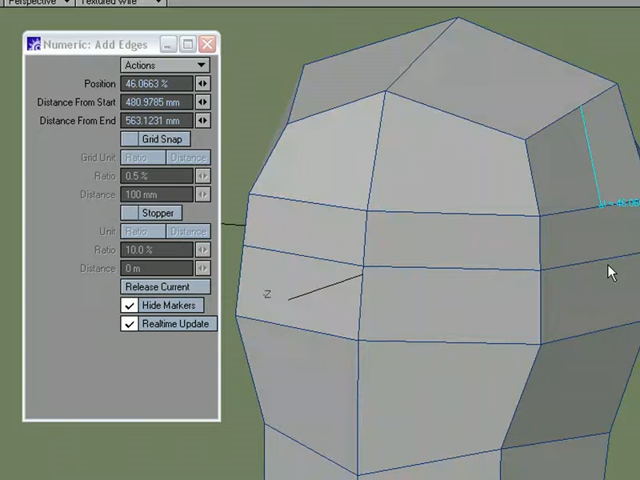 Perspective Textured Wire
Numeric: Add Edges
Actions
Position 46.0663 %
Distance From Start 480.9785 mm
Distance From End 563.1231 mm
Grid Snap
Grid Unit Ratio Distance
Ratio 0.5 %
Distance 100 mm
Stopper
Unit Ratio Distance
Ratio 10.0 %
Distance 0 m
Release Current
Hide Markers
Realtime Update
-Z